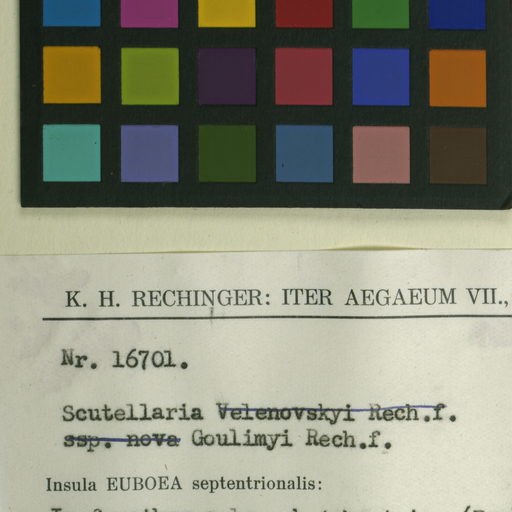 K. H. RECHINGER: ITER AEGAEUM VII.,
Nr. 16701.
Scutellaria Velenovskyi Rech.f.
ssp. nova Goulimyi Rech.f.
Insula EUBOEA septentrionalis: